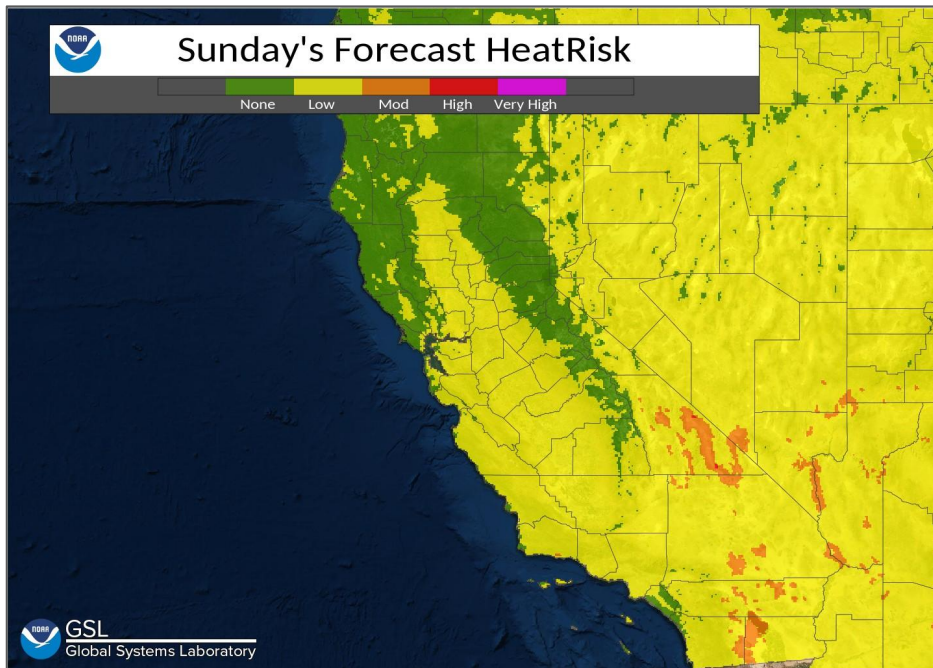 NOAA
Sunday's Forecast HeatRisk
None Low Mod High Very High
NOAA
GSL
Global Systems Laboratory